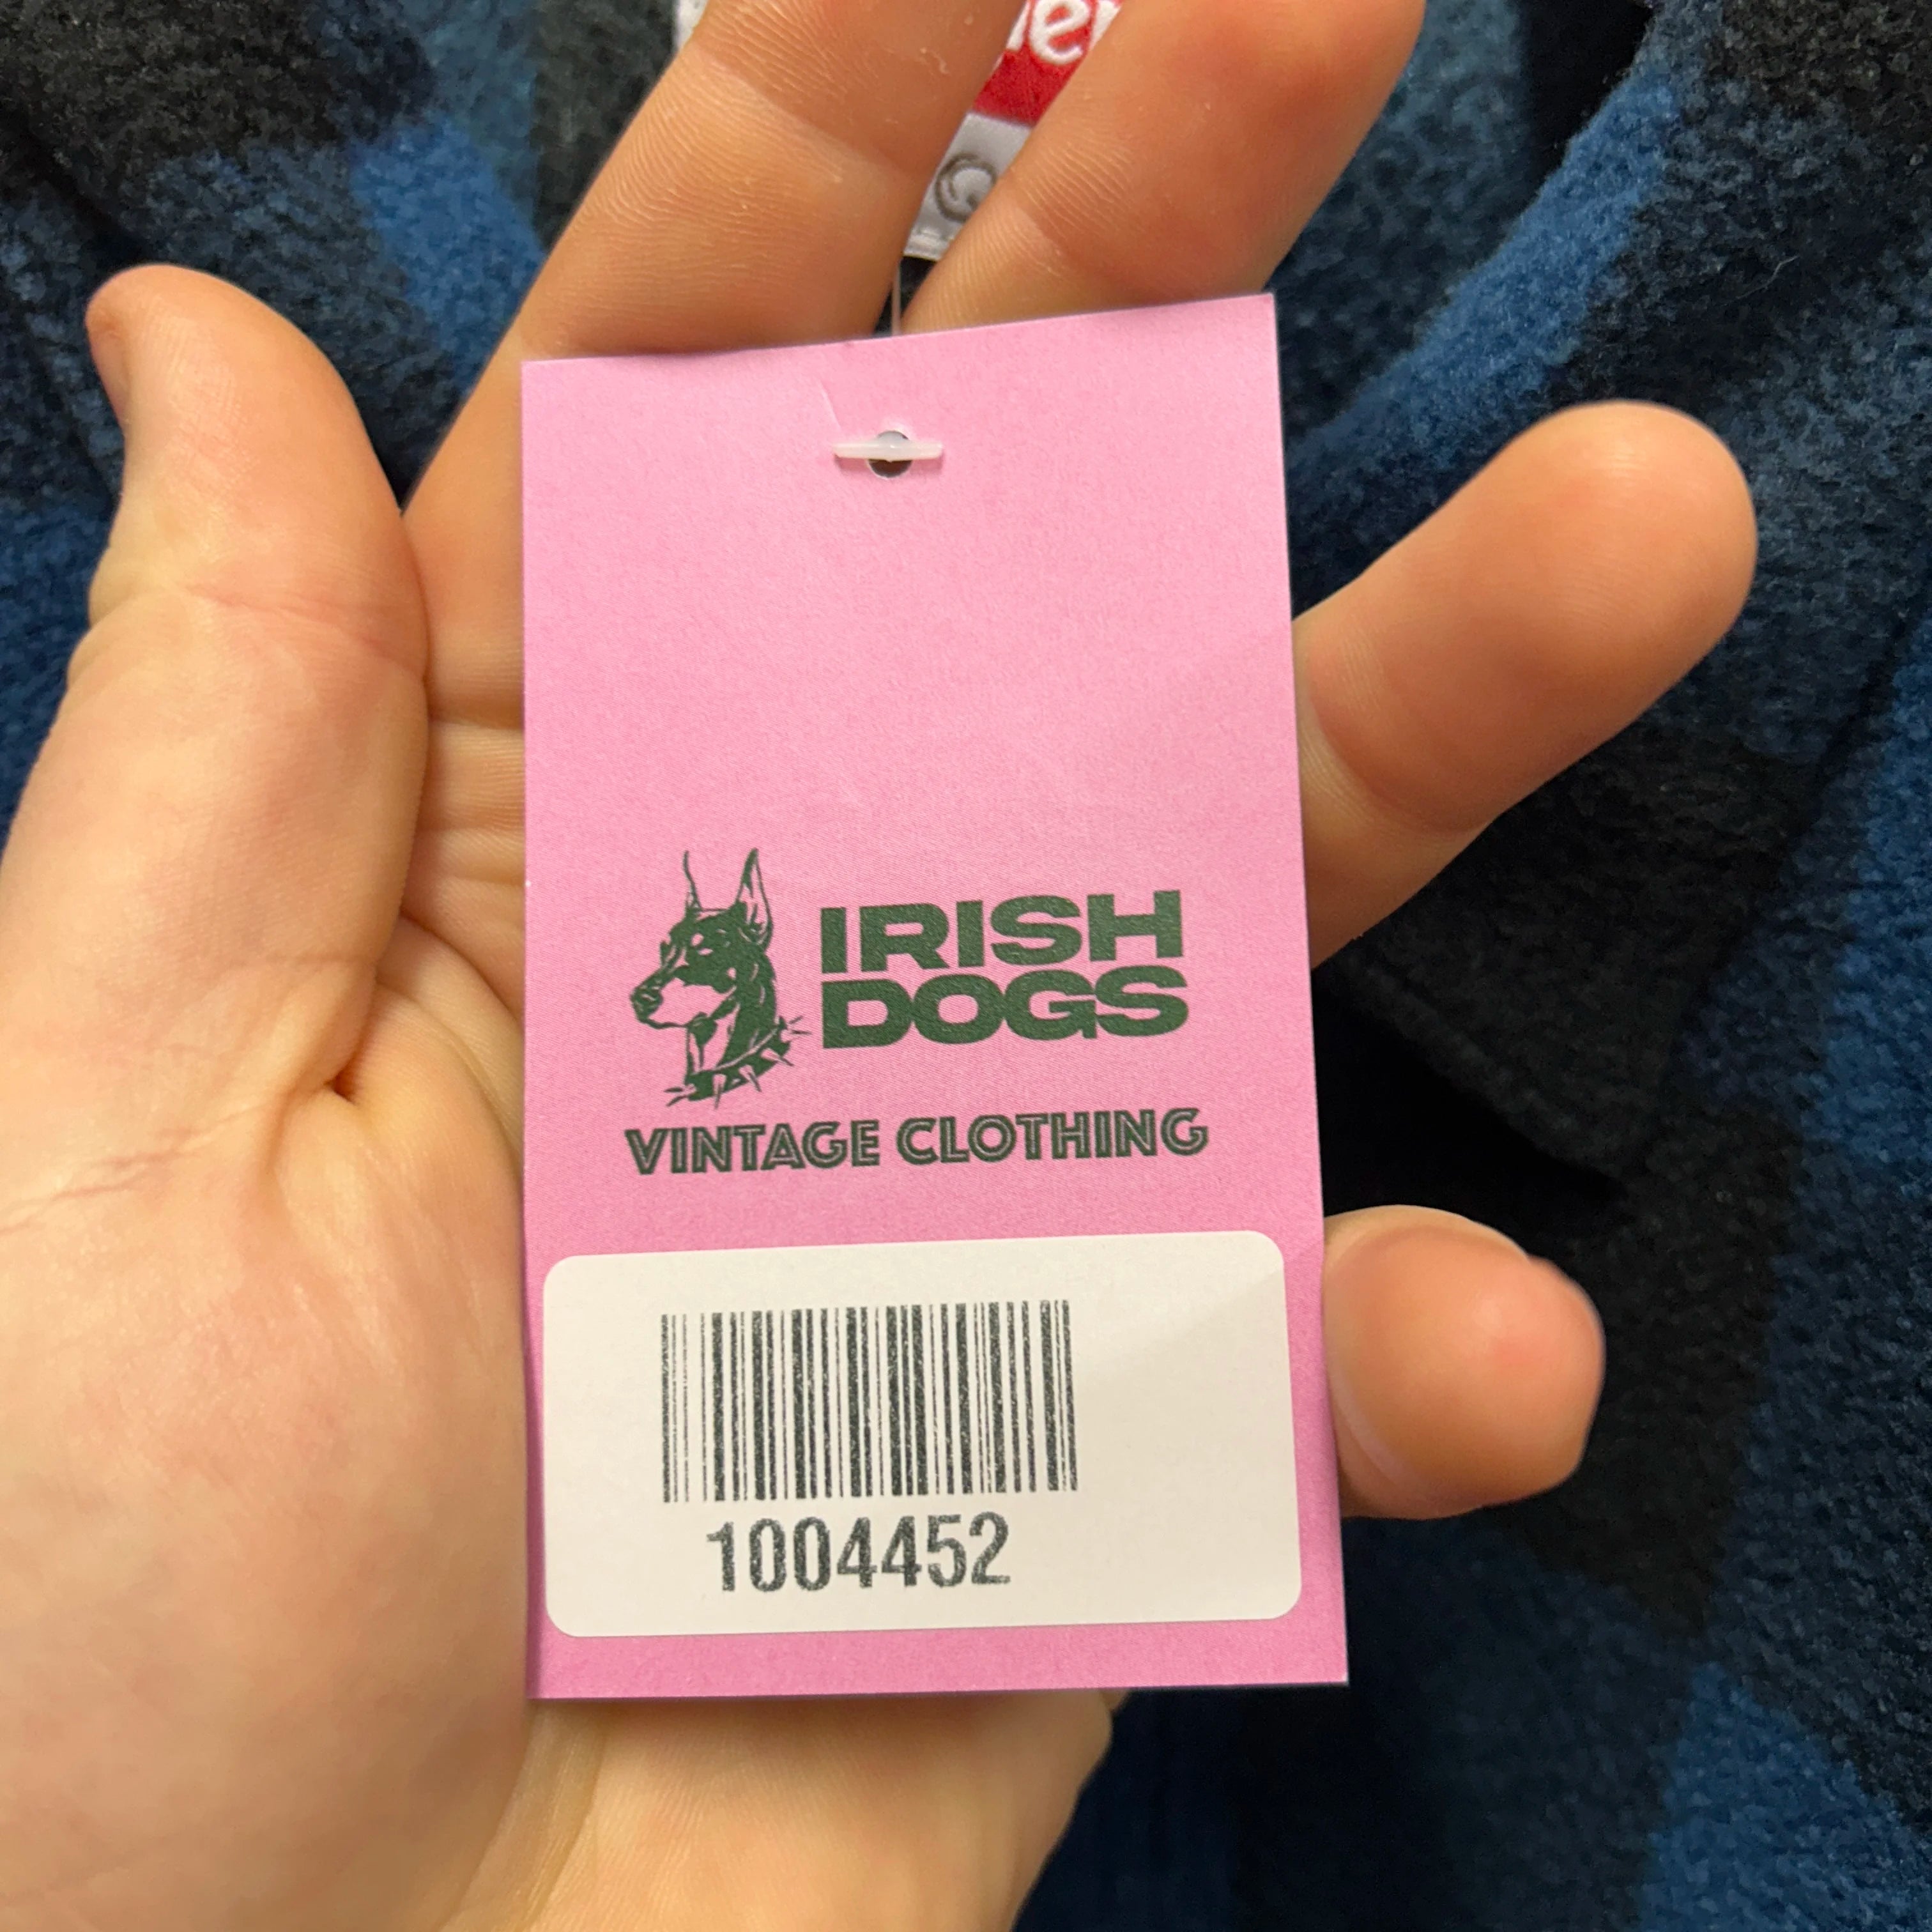 IRISH
DOGS
VINTAGE CLOTHING
1004452